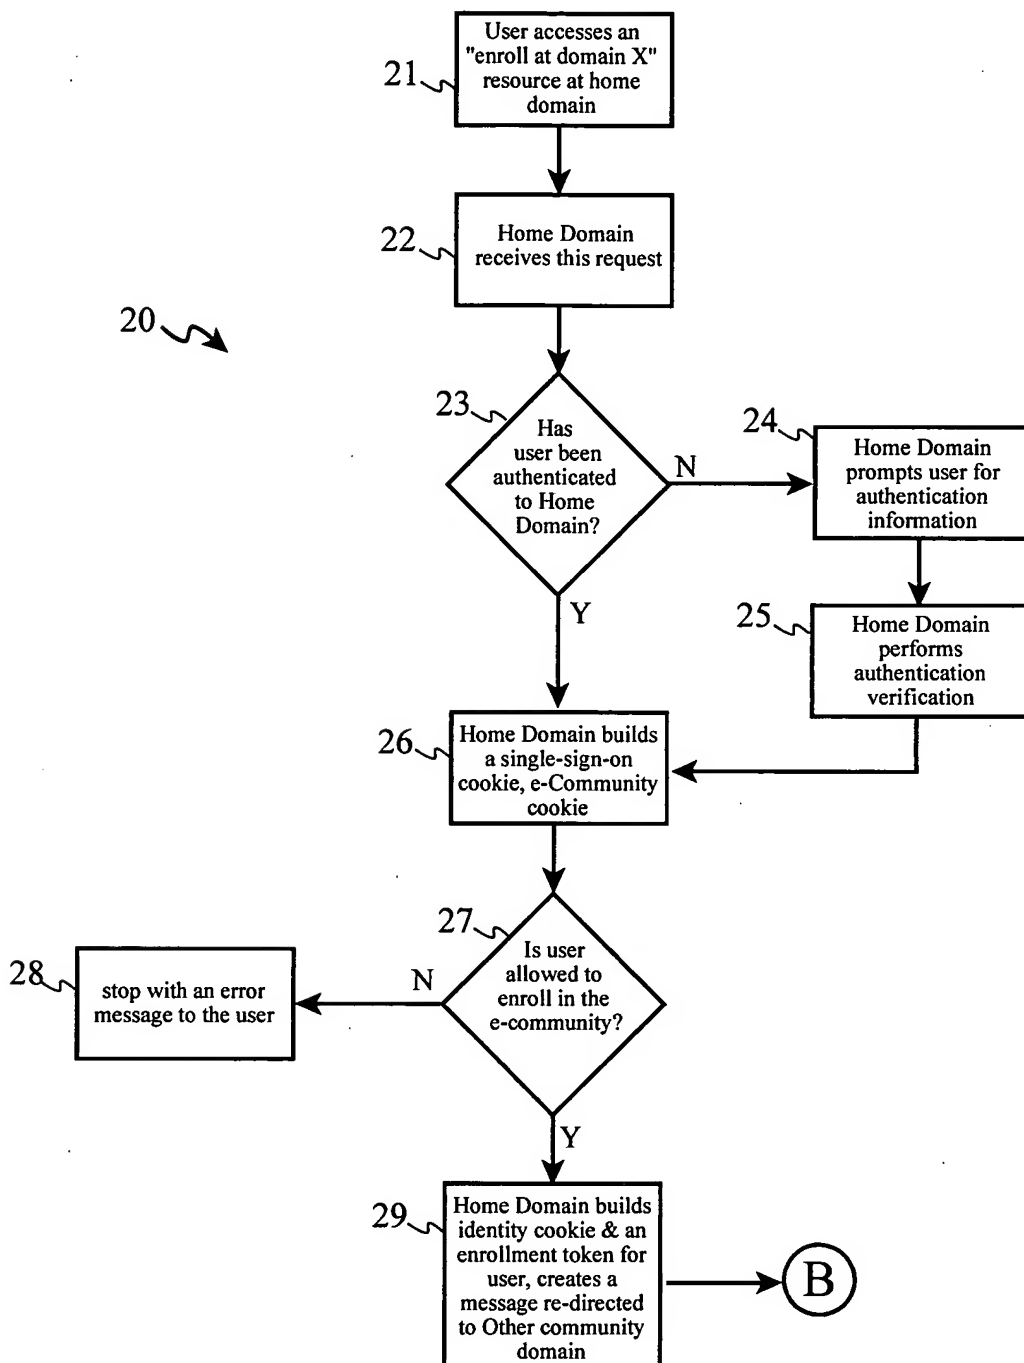 User accesses an
"enroll at domain X"
resource at home
domain
21
Home Domain
receives this request
22
20
23
Has
user been
authenticated
to Home
Domain?
N
Y
24
Home Domain
prompts user for
authentication
information
25
Home Domain
performs
authentication
verification
26
Home Domain builds
a single-sign-on
cookie, e-Community
cookie
27
Is user
allowed to
enroll in the
e-community?
N
Y
28
stop with an error
message to the user
29
Home Domain builds
identity cookie & an
enrollment token for
user, creates a
message re-directed
to Other community
domain
B